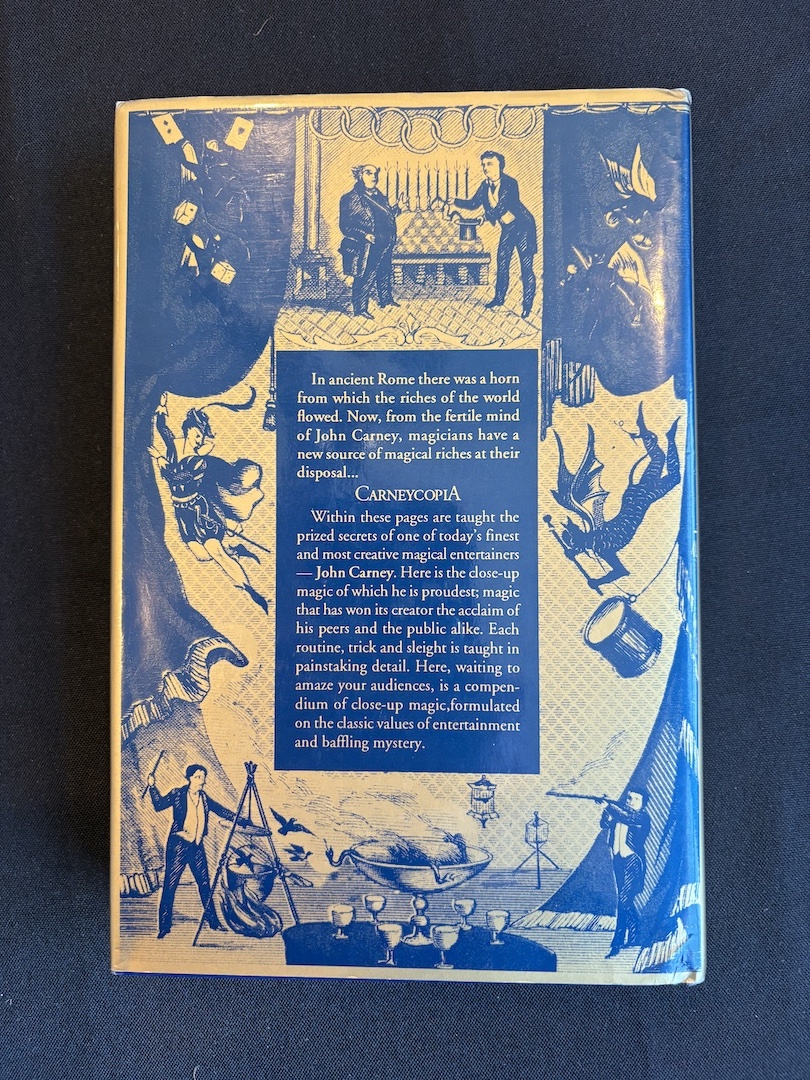 In ancient Rome there was a horn
from which the riches of the world
flowed. Now, from the fertile mind
of John Carney, magicians have a
new source of magical riches at their
disposal...
CARNEYCOPIA
Within these pages are taught the
prized secrets of one of today's finest
and most creative magical entertainers
— John Carney. Here is the close-up
magic of which he is proudest; magic
that has won its creator the acclaim of
his peers and the public alike. Each
routine, trick and sleight is taught in
painstaking detail. Here, waiting to
amaze your audiences, is a compen-
dium of close-up magic,formulated
on the classic values of entertainment
and baffling mystery.